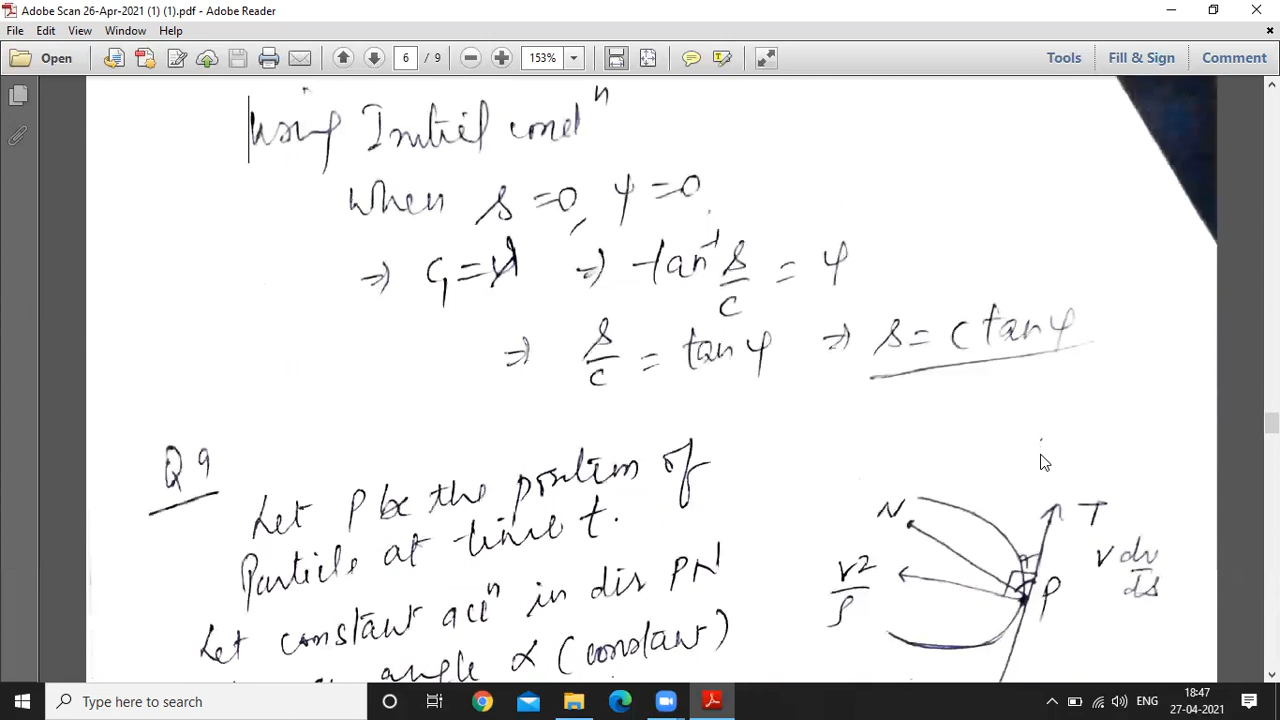 Adobe Scan 26-Apr-2021 (1) (1).pdf - Adobe Reader
File Edit View Window Help
Open 6 / 9 153% Tools Fill & Sign Comment
Using Initial condⁿ
When s = 0, ψ = 0
⇒ C₁ = ⇒ tan⁻¹ s/c = ψ
⇒ s/c = tan ψ ⇒ s = c tan ψ
Q 9
Let P be the position of
Particle at time t.
Let constant accⁿ in dir PN
angle α (constant)
N T
v²/ρ P v dv/ds
Type here to search
ENG
18:47
27-04-2021